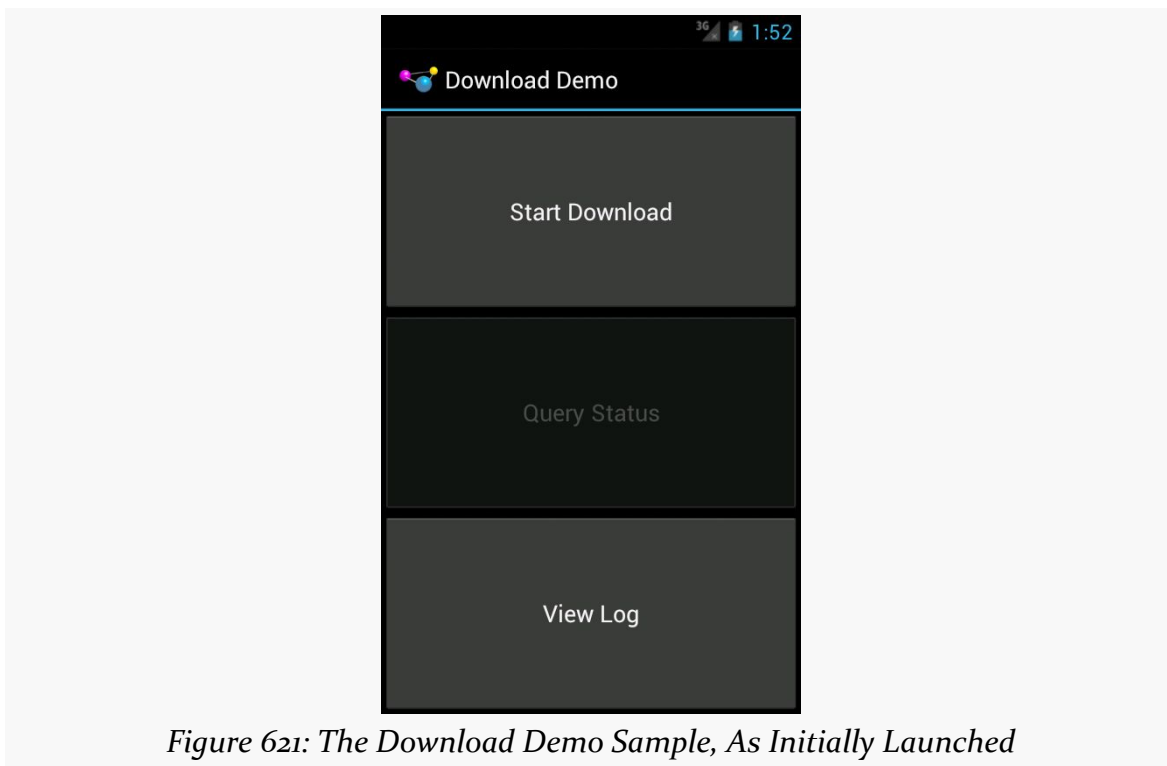 3G 1:52
Download Demo
Start Download
Query Status
View Log
Figure 621: The Download Demo Sample, As Initially Launched